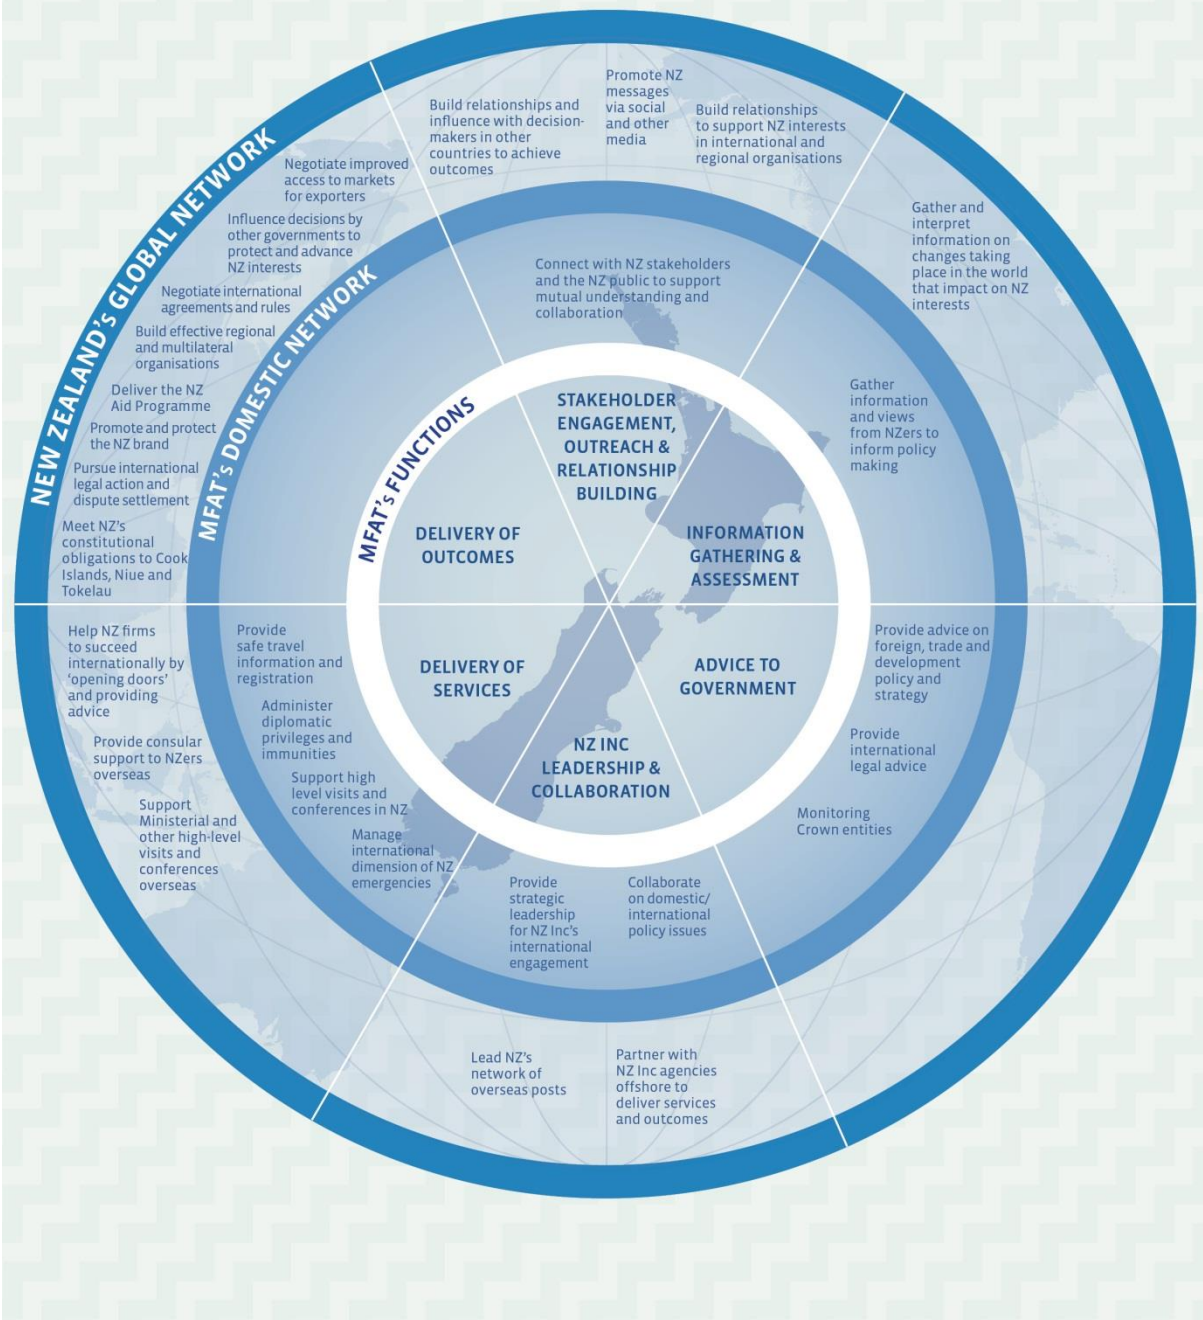 NEW ZEALAND's GLOBAL NETWORK
Build relationships and
influence with decision-
makers in other
countries to achieve
outcomes
Promote NZ
messages
via social
and other
media
Build relationships
to support NZ interests
in international and
regional organisations
Gather and
interpret
information on
changes taking
place in the world
that impact on NZ
interests
Negotiate improved
access to markets
for exporters
Influence decisions by
other governments to
protect and advance
NZ interests
Negotiate international
agreements and rules
Build effective regional
and multilateral
organisations
Deliver the NZ
Aid Programme
Promote and protect
the NZ brand
Pursue international
legal action and
dispute settlement
Meet NZ's
constitutional
obligations to Cook
Islands, Niue and
Tokelau
MFAT's DOMESTIC NETWORK
Connect with NZ stakeholders
and the NZ public to support
mutual understanding and
collaboration
Gather
information
and views
from NZers to
inform policy
making
MFAT's FUNCTIONS
STAKEHOLDER
ENGAGEMENT,
OUTREACH &
RELATIONSHIP
BUILDING
DELIVERY OF
OUTCOMES
INFORMATION
GATHERING &
ASSESSMENT
DELIVERY OF
SERVICES
ADVICE TO
GOVERNMENT
NZ INC
LEADERSHIP &
COLLABORATION
Help NZ firms
to succeed
internationally by
‘opening doors’
and providing
advice
Provide consular
support to NZers
overseas
Support
Ministerial and
other high-level
visits and
conferences
overseas
Provide
safe travel
information and
registration
Administer
diplomatic
privileges and
immunities
Support high
level visits and
conferences in NZ
Manage
international
dimension of NZ
emergencies
Provide
strategic
leadership
for NZ Inc's
international
engagement
Collaborate
on domestic/
international
policy issues
Provide advice on
foreign, trade and
development
policy and
strategy
Provide
international
legal advice
Monitoring
Crown entities
Lead NZ's
network of
overseas posts
Partner with
NZ Inc agencies
offshore to
deliver services
and outcomes